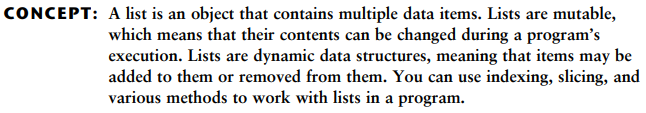 CONCEPT: A list is an object that contains multiple data items. Lists are mutable,
which means that their contents can be changed during a program's
execution. Lists are dynamic data structures, meaning that items may be
added to them or removed from them. You can use indexing, slicing, and
various methods to work with lists in a program.